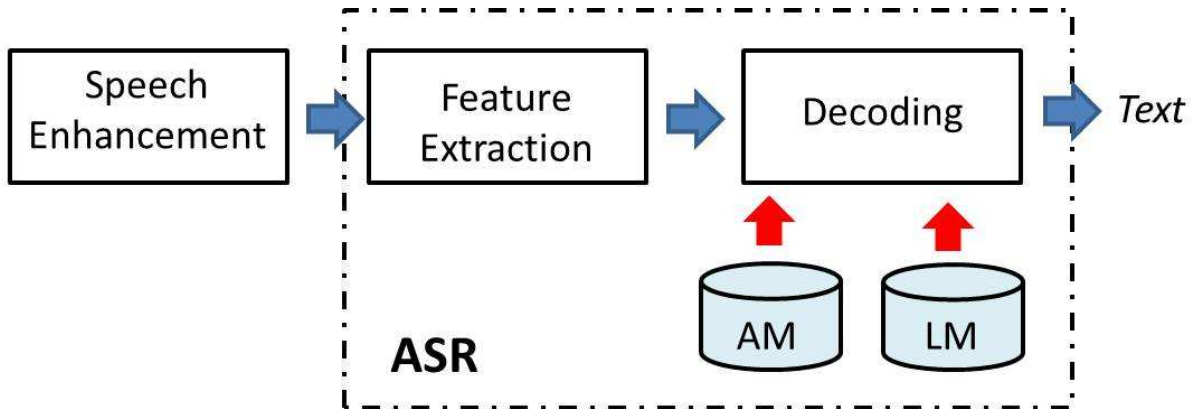 Speech
Enhancement
Feature
Extraction
Decoding
Text
AM
LM
ASR